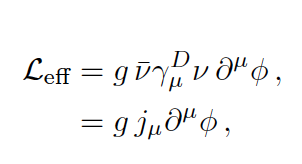 𝓛_eff = g ν̄γ_μ^D ν ∂^μ ϕ ,
= g j_μ ∂^μ ϕ ,